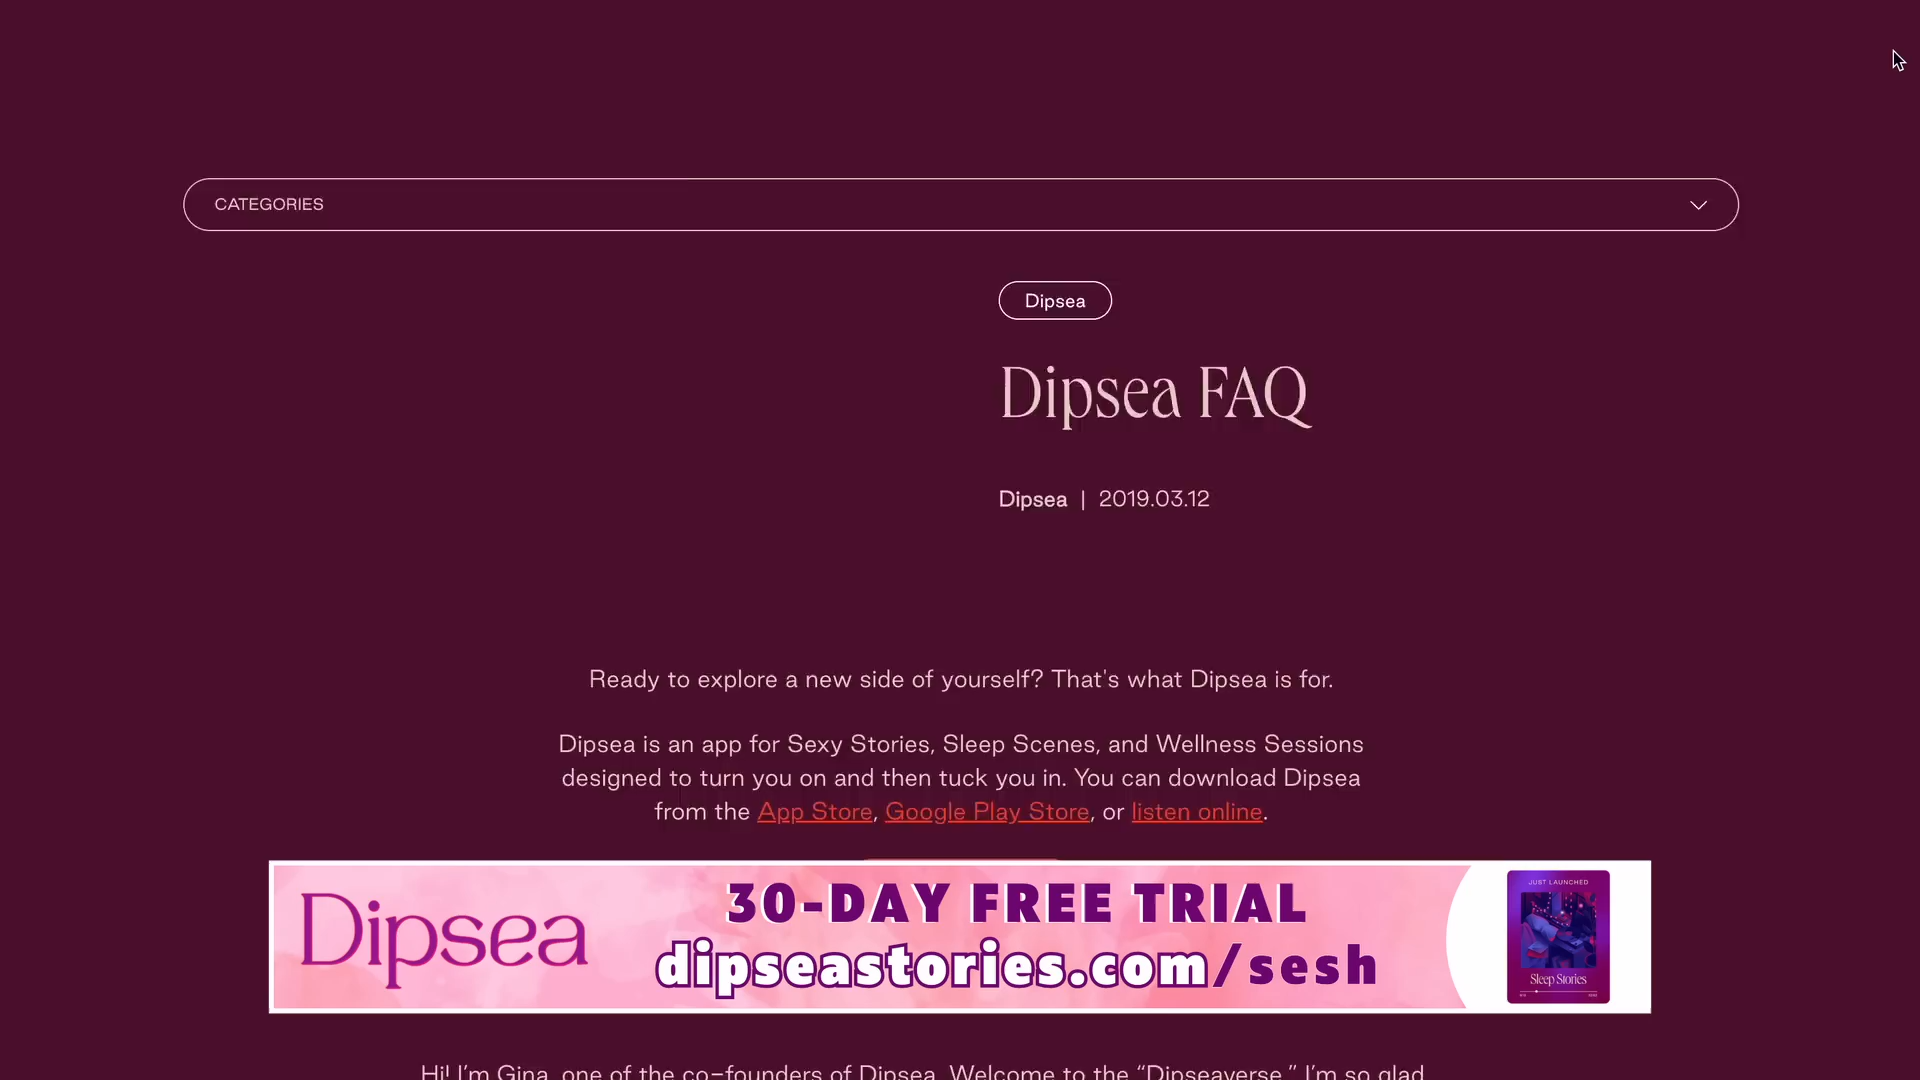 CATEGORIES
Dipsea
Dipsea FAQ
Dipsea | 2019.03.12
Ready to explore a new side of yourself? That's what Dipsea is for.
Dipsea is an app for Sexy Stories, Sleep Scenes, and Wellness Sessions
designed to turn you on and then tuck you in. You can download Dipsea
from the App Store, Google Play Store, or listen online.
Dipsea
30-DAY FREE TRIAL
dipseastories.com/sesh
JUST LAUNCHED
Sleep Stories
Hi! I'm Gina, one of the co-founders of Dipsea. Welcome to the “Dipseaverse.” I'm so glad